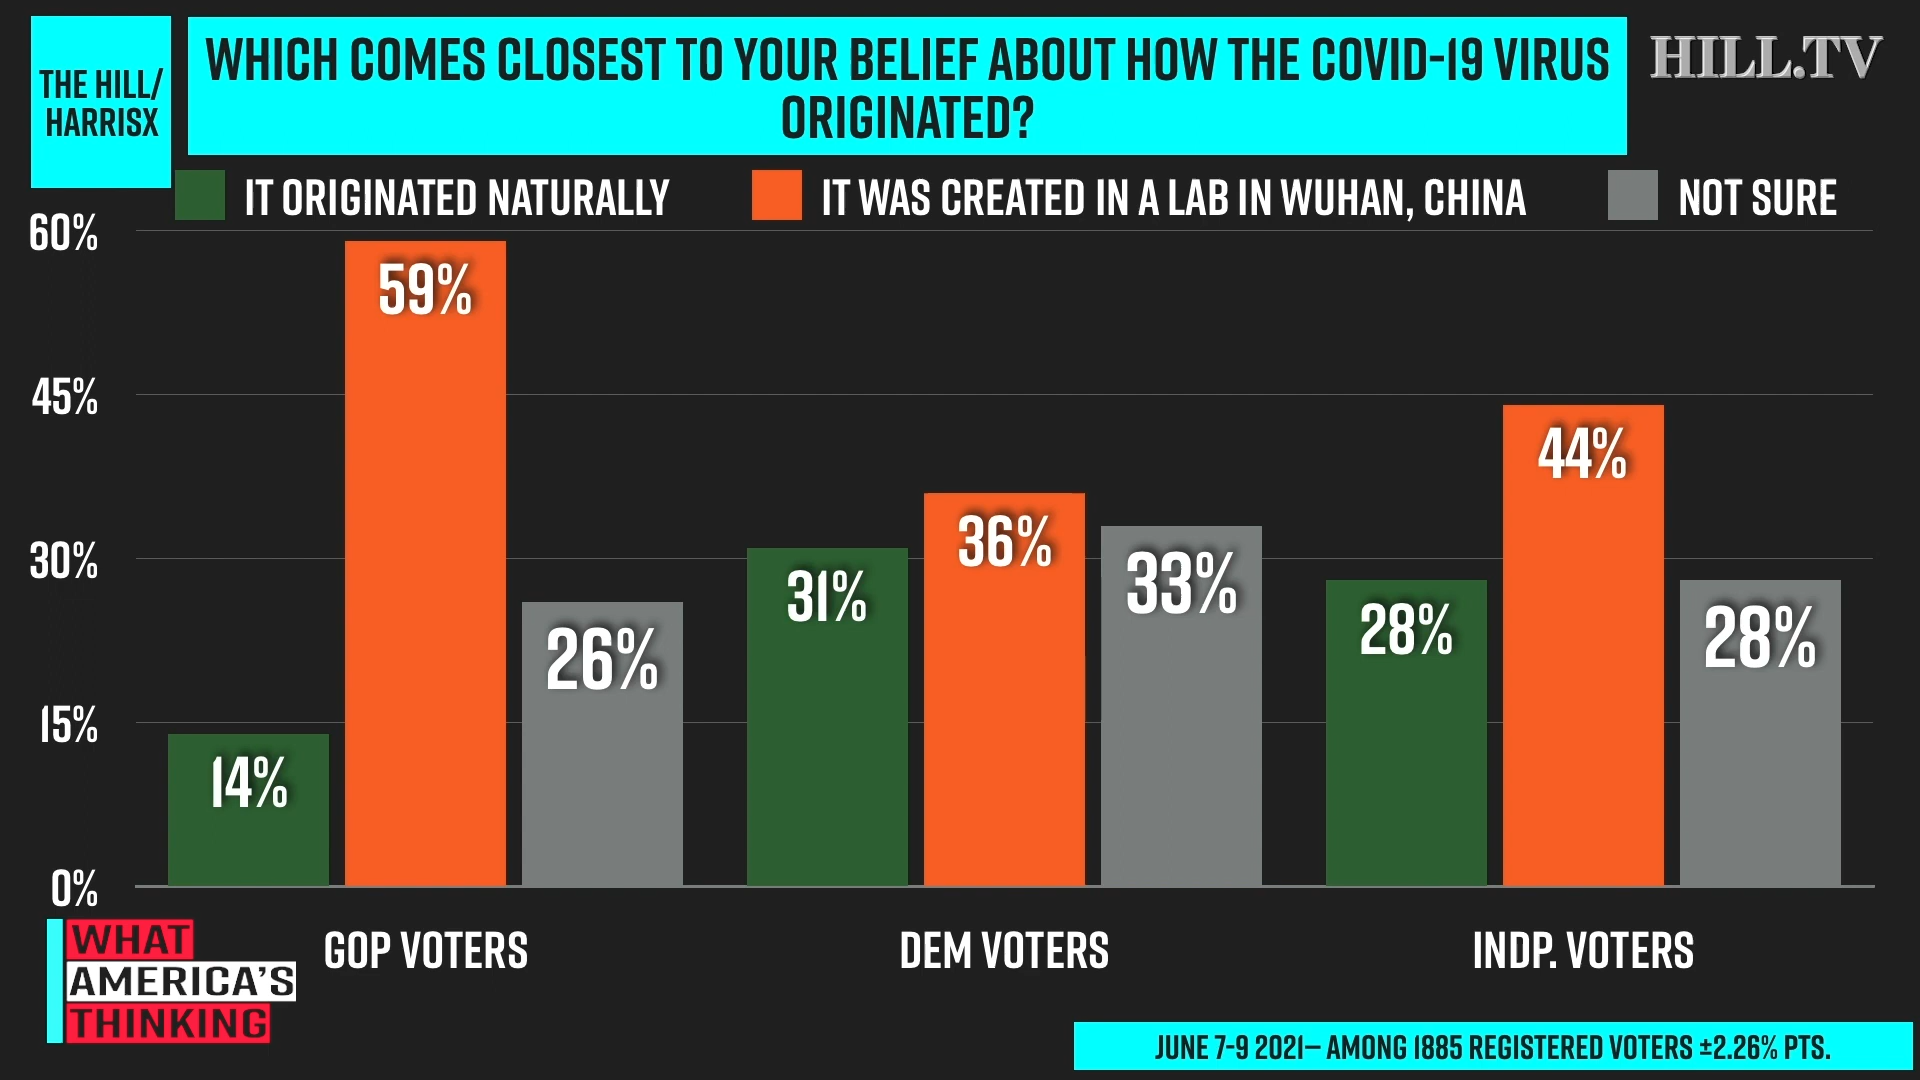 THE HILL/
HARRISX
WHICH COMES CLOSEST TO YOUR BELIEF ABOUT HOW THE COVID-19 VIRUS
ORIGINATED?
HILL.TV
IT ORIGINATED NATURALLY
IT WAS CREATED IN A LAB IN WUHAN, CHINA
NOT SURE
60%
45%
30%
15%
0%
14%
59%
26%
31%
36%
33%
28%
44%
28%
GOP VOTERS
DEM VOTERS
INDP. VOTERS
WHAT
AMERICA'S
THINKING
JUNE 7-9 2021– AMONG 1885 REGISTERED VOTERS ±2.26% PTS.